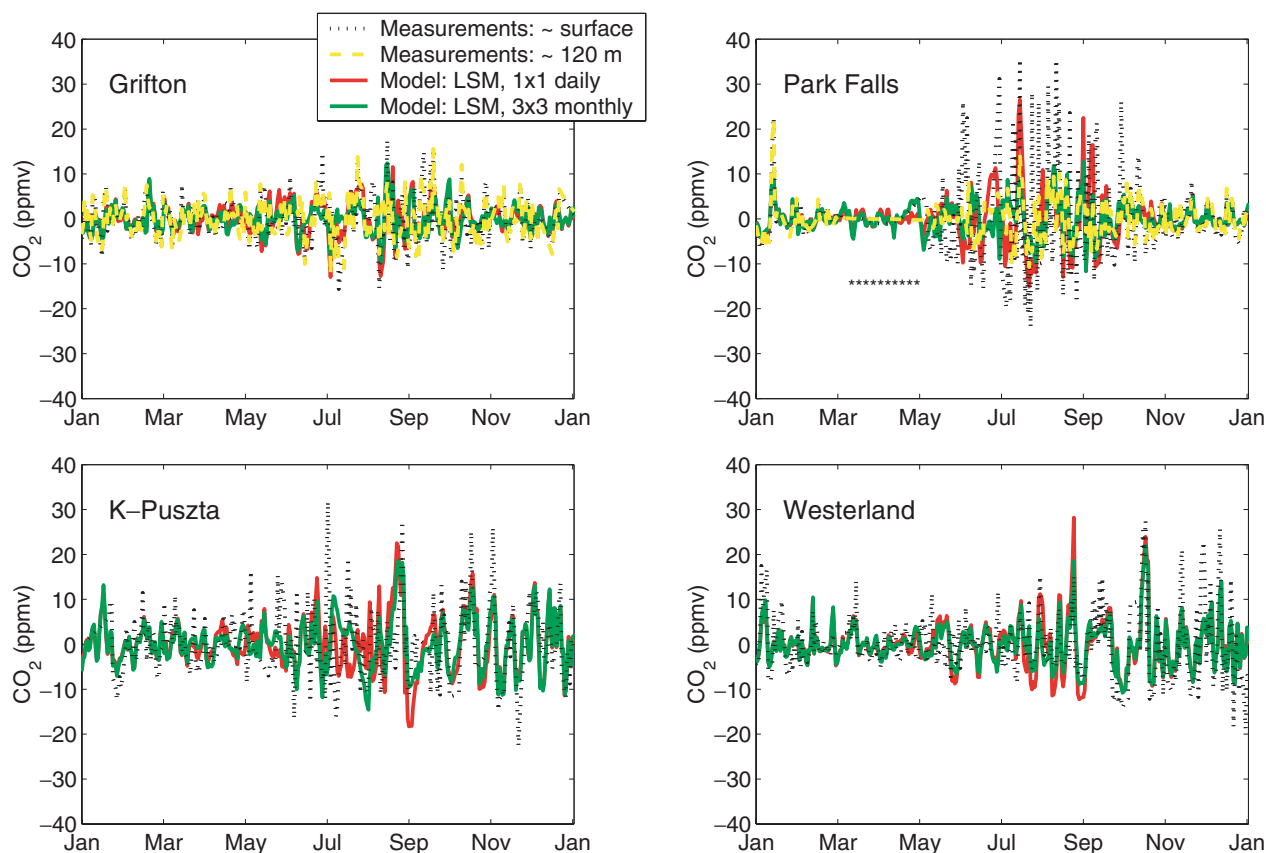 Measurements: ~ surface
Measurements: ~ 120 m
Model: LSM, 1x1 daily
Model: LSM, 3x3 monthly
Grifton
CO2 (ppmv)
40
30
20
10
0
−10
−20
−30
−40
Jan Mar May Jul Sep Nov Jan
Park Falls
CO2 (ppmv)
40
30
20
10
0
−10
−20
−30
−40
**********
Jan Mar May Jul Sep Nov Jan
K−Puszta
CO2 (ppmv)
40
30
20
10
0
−10
−20
−30
−40
Jan Mar May Jul Sep Nov Jan
Westerland
CO2 (ppmv)
40
30
20
10
0
−10
−20
−30
−40
Jan Mar May Jul Sep Nov Jan